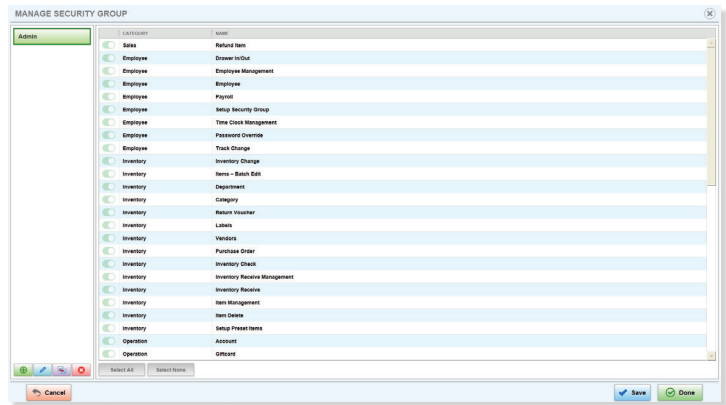 MANAGE SECURITY GROUP
Admin
CATEGORY NAME
Sales Refund Item
Employee Drawer In/Out
Employee Employee Management
Employee Employee
Employee Payroll
Employee Setup Security Group
Employee Time Clock Management
Employee Password Override
Employee Track Change
Inventory Inventory Change
Inventory Items – Batch Edit
Inventory Department
Inventory Category
Inventory Return Voucher
Inventory Labels
Inventory Vendors
Inventory Purchase Order
Inventory Inventory Check
Inventory Inventory Receive Management
Inventory Inventory Receive
Inventory Item Management
Inventory Item Delete
Inventory Setup Preset Items
Operation Account
Operation Giftcard
Select All Select None
Cancel Save Done